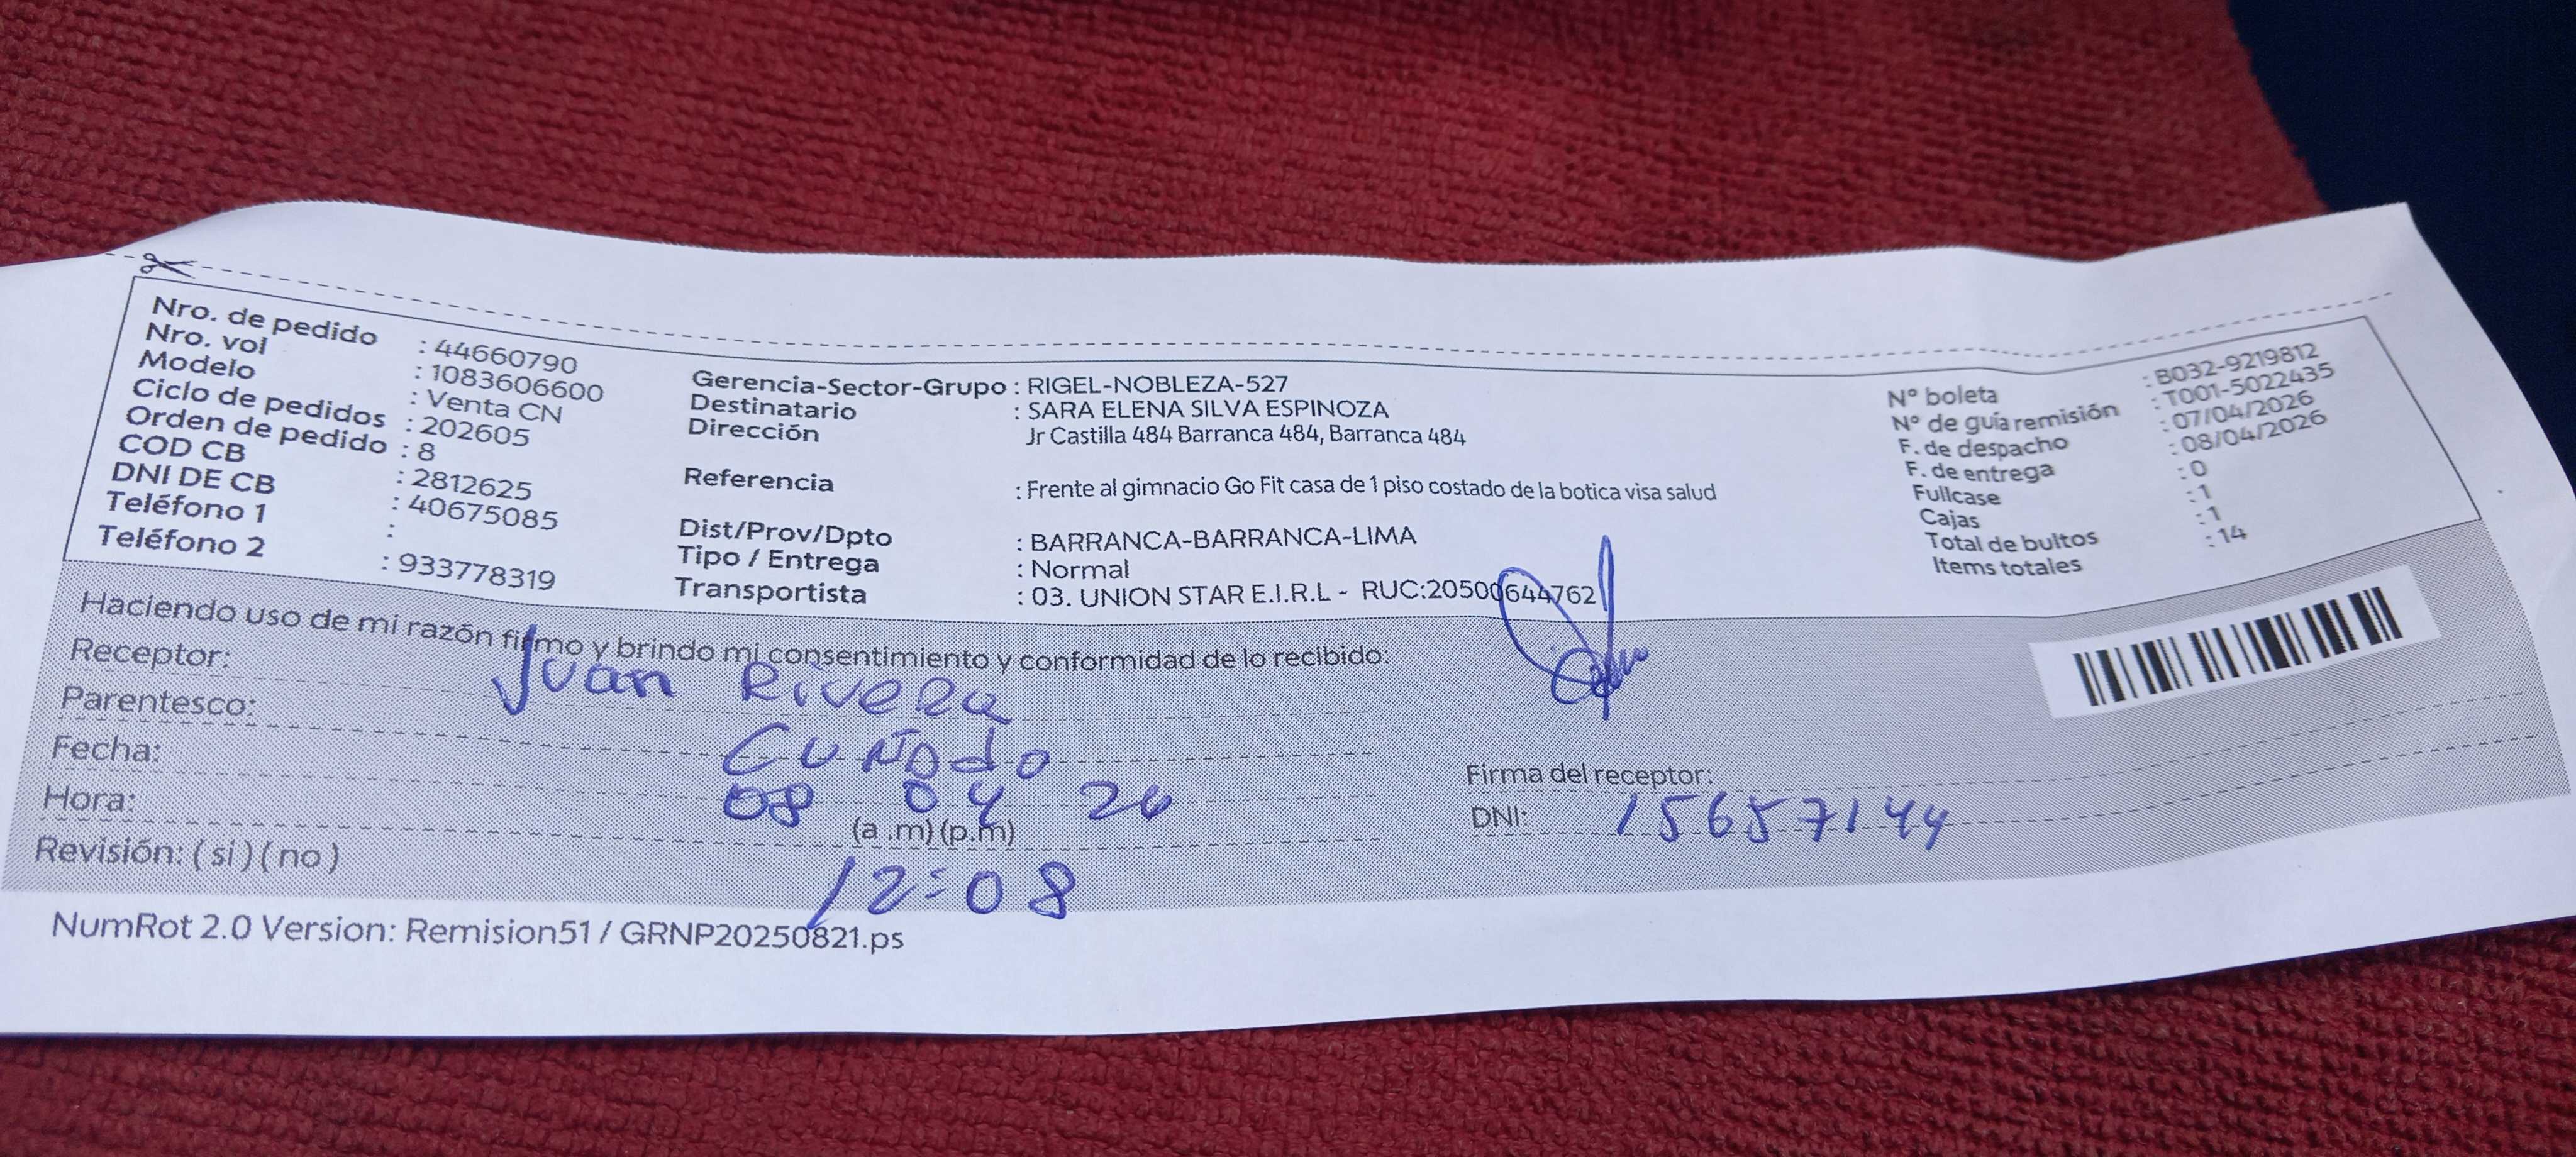 Nro. de pedido : 44660790
Nro. vol : 1083606600
Modelo : Venta CN
Ciclo de pedidos : 202605
Orden de pedido : 8
COD CB : 2812625
DNI DE CB : 40675085
Teléfono 1 :
Teléfono 2 : 933778319
Gerencia-Sector-Grupo : RIGEL-NOBLEZA-527
Destinatario : SARA ELENA SILVA ESPINOZA
Dirección Jr Castilla 484 Barranca 484, Barranca 484
Referencia : Frente al gimnacio Go Fit casa de 1 piso costado de la botica visa salud
Dist/Prov/Dpto : BARRANCA-BARRANCA-LIMA
Tipo / Entrega : Normal
Transportista : 03. UNION STAR E.I.R.L - RUC:20500644762
N° boleta : B032-9219812
N° de guía remisión : T001-5022435
F. de despacho : 07/04/2026
F. de entrega : 08/04/2026
Fullcase : 0
Cajas : 1
Total de bultos : 1
Items totales : 14
Haciendo uso de mi razón firmo y brindo mi consentimiento y conformidad de lo recibido:
Receptor: Juan Rivera
Parentesco: Cuñado
Fecha: 08 04 26
Hora: (a .m) (p.m) 12:08
Revisión: ( si ) ( no )
Firma del receptor:
DNI: 15657144
NumRot 2.0 Version: Remision51 / GRNP20250821.ps